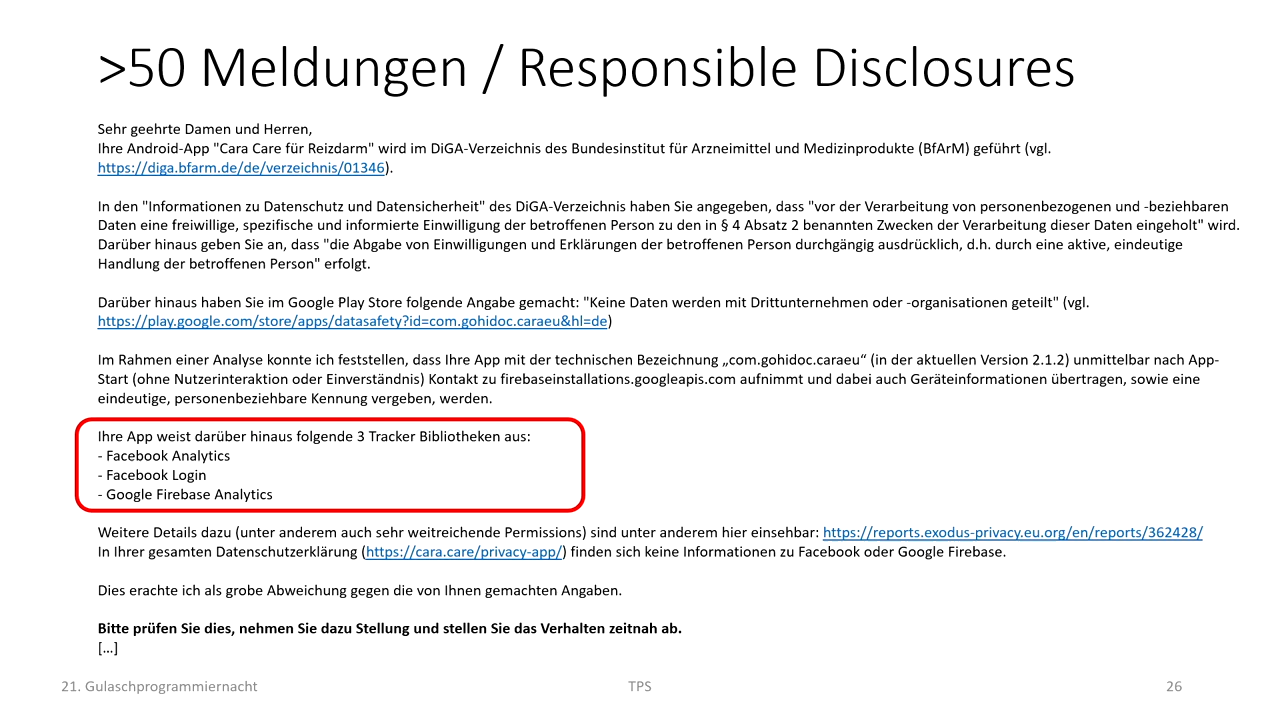 >50 Meldungen / Responsible Disclosures
Sehr geehrte Damen und Herren,
Ihre Android-App "Cara Care für Reizdarm" wird im DiGA-Verzeichnis des Bundesinstitut für Arzneimittel und Medizinprodukte (BfArM) geführt (vgl.
https://diga.bfarm.de/de/verzeichnis/01346).
In den "Informationen zu Datenschutz und Datensicherheit" des DiGA-Verzeichnis haben Sie angegeben, dass "vor der Verarbeitung von personenbezogenen und -beziehbaren
Daten eine freiwillige, spezifische und informierte Einwilligung der betroffenen Person zu den in § 4 Absatz 2 benannten Zwecken der Verarbeitung dieser Daten eingeholt" wird.
Darüber hinaus geben Sie an, dass "die Abgabe von Einwilligungen und Erklärungen der betroffenen Person durchgängig ausdrücklich, d.h. durch eine aktive, eindeutige
Handlung der betroffenen Person" erfolgt.
Darüber hinaus haben Sie im Google Play Store folgende Angabe gemacht: "Keine Daten werden mit Drittunternehmen oder -organisationen geteilt" (vgl.
https://play.google.com/store/apps/datasafety?id=com.gohidoc.caraeu&hl=de)
Im Rahmen einer Analyse konnte ich feststellen, dass Ihre App mit der technischen Bezeichnung „com.gohidoc.caraeu“ (in der aktuellen Version 2.1.2) unmittelbar nach App-
Start (ohne Nutzerinteraktion oder Einverständnis) Kontakt zu firebaseinstallations.googleapis.com aufnimmt und dabei auch Geräteinformationen übertragen, sowie eine
eindeutige, personenbeziehbare Kennung vergeben, werden.
Ihre App weist darüber hinaus folgende 3 Tracker Bibliotheken aus:
- Facebook Analytics
- Facebook Login
- Google Firebase Analytics
Weitere Details dazu (unter anderem auch sehr weitreichende Permissions) sind unter anderem hier einsehbar: https://reports.exodus-privacy.eu.org/en/reports/362428/
In Ihrer gesamten Datenschutzerklärung (https://cara.care/privacy-app/) finden sich keine Informationen zu Facebook oder Google Firebase.
Dies erachte ich als grobe Abweichung gegen die von Ihnen gemachten Angaben.
Bitte prüfen Sie dies, nehmen Sie dazu Stellung und stellen Sie das Verhalten zeitnah ab.
[…]
21. Gulaschprogrammiernacht
TPS
26